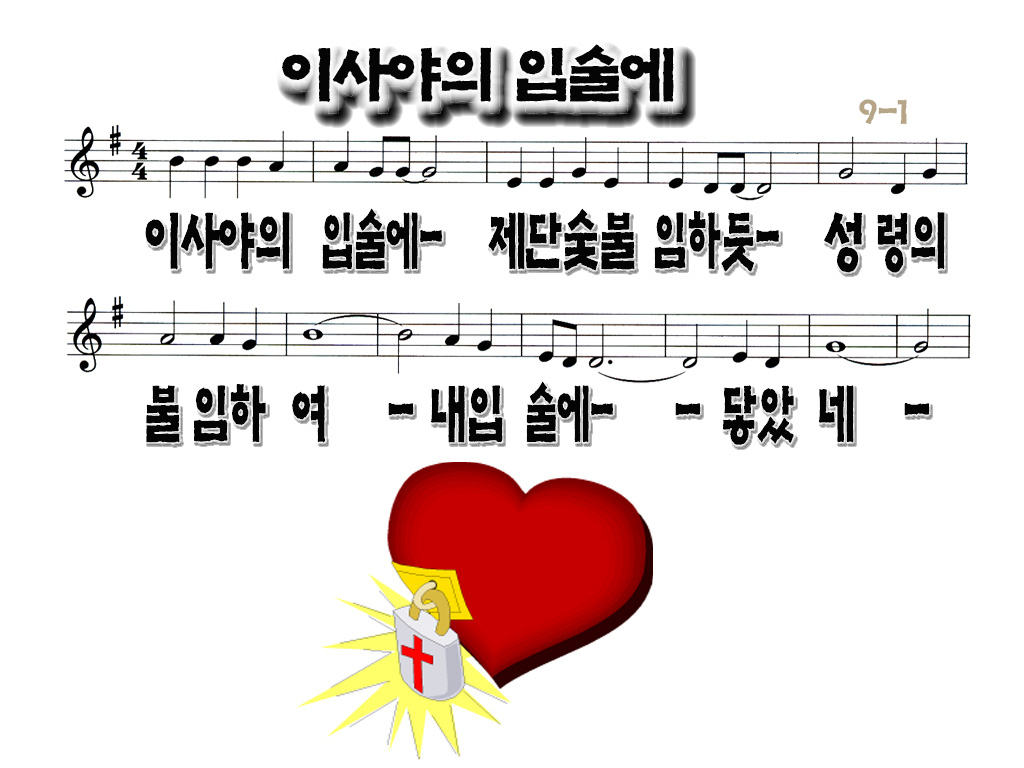 이사야의 입술에
9-1
이사야의 입술에- 제단숯불 임하듯- 성 령의
불 임하 여 - 내입 술에- - 닿았 네 -